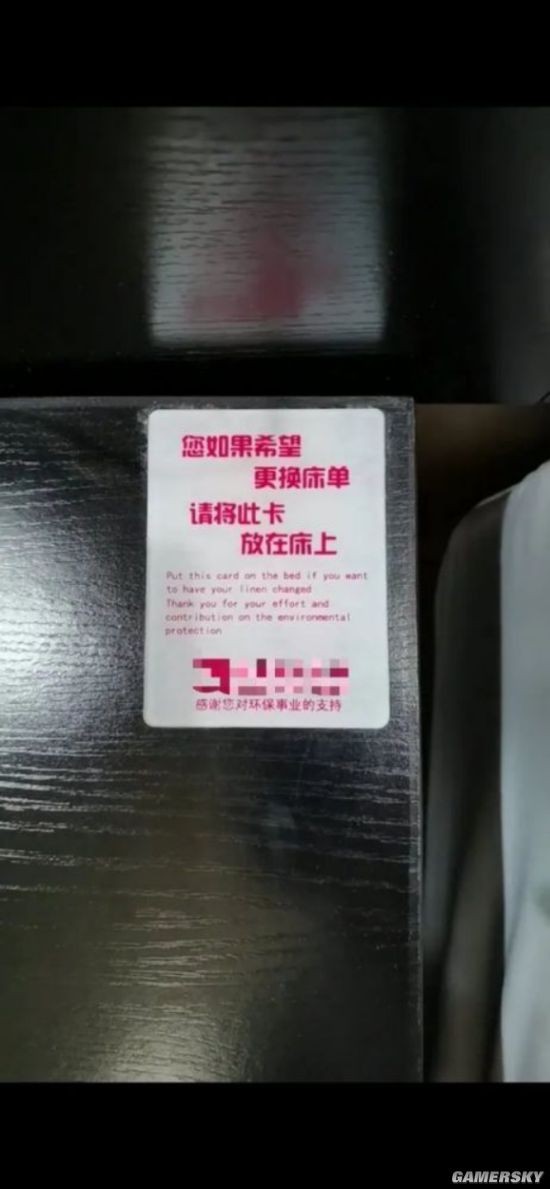 您如果希望
更换床单
请将此卡
放在床上
Put this card on the bed if you want
to have your linen changed
Thank you for your effort and
contribution on the environmental
protection
感谢您对环保事业的支持
GAMERSKY